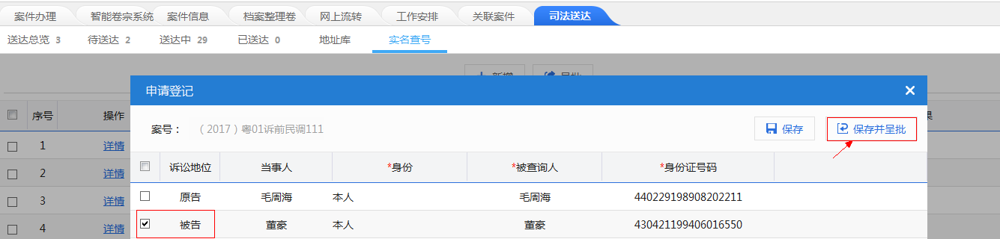 案件办理 智能卷宗系统 案件信息 档案整理卷 网上流转 工作安排 关联案件 司法送达
送达总览 3 待送达 2 送达中 29 已送达 0 地址库 实名查号
新增 呈批
申请登记
案号： （2017）粤01诉前民调111 保存 保存并呈批
序号 操作 果
诉讼地位 当事人 *身份 *被查询人 *身份证号码
1 详情
2 详情
原告 毛周海 本人 毛周海 440229198908202211
3 详情
被告 董豪 本人 董豪 430421199406016550
4 详情